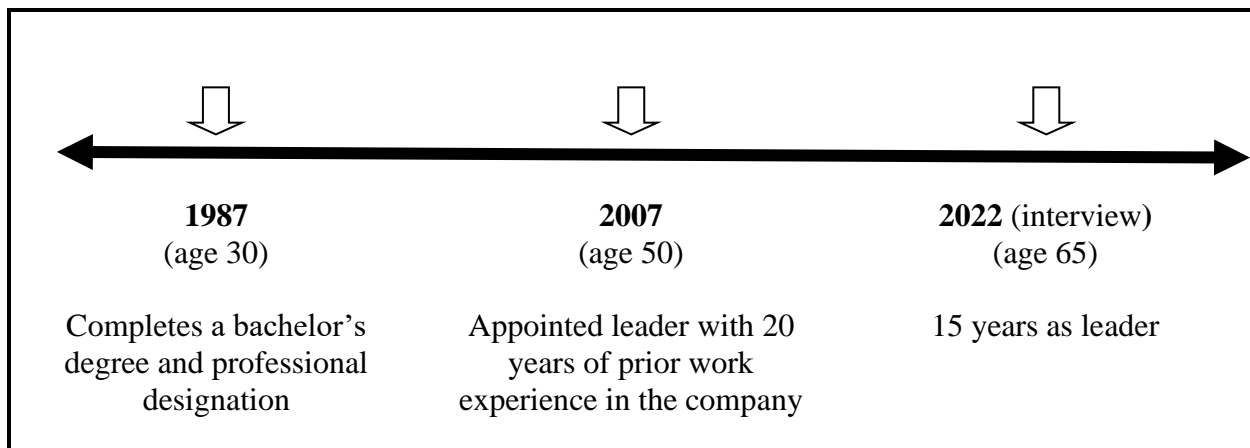 1987
(age 30)
Completes a bachelor’s
degree and professional
designation
2007
(age 50)
Appointed leader with 20
years of prior work
experience in the company
2022 (interview)
(age 65)
15 years as leader